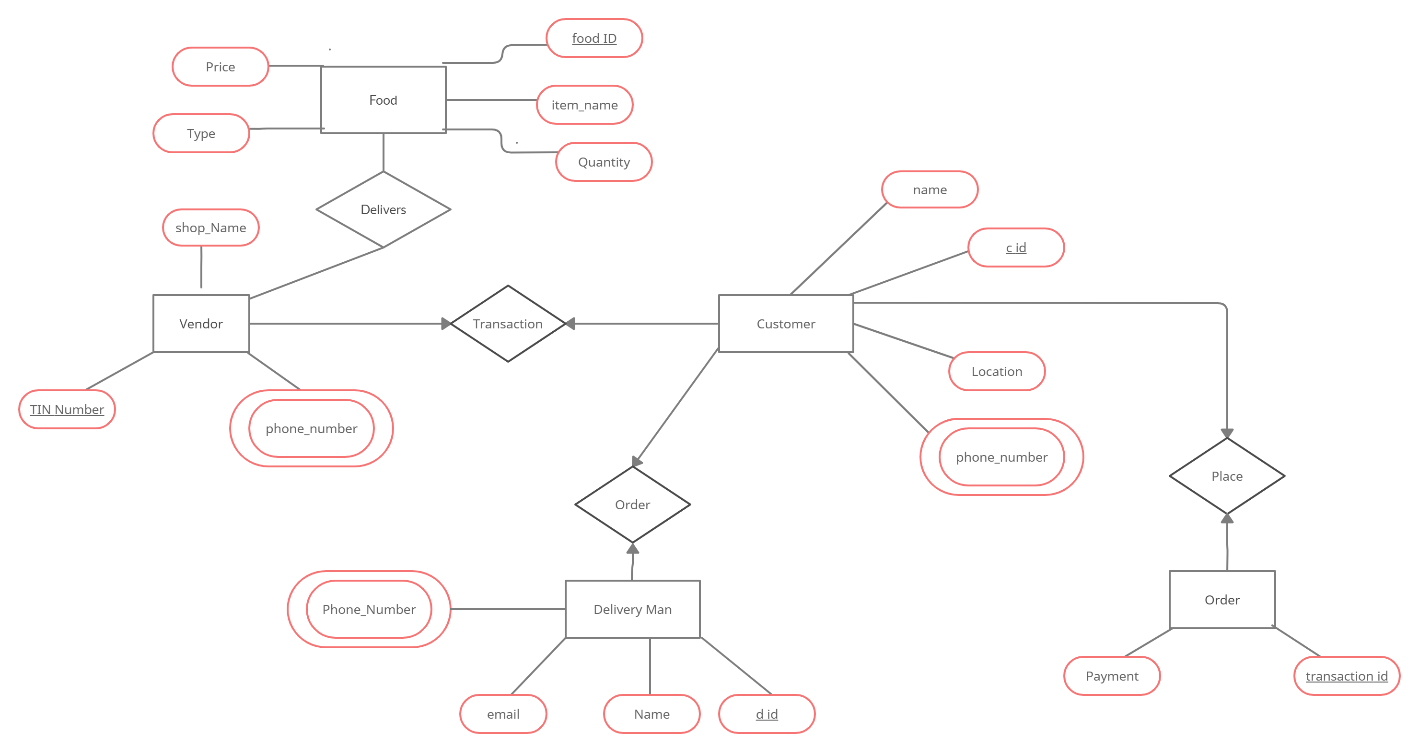 food ID
Price
Food
item_name
Type
Quantity
name
Delivers
shop_Name
c id
Vendor
Transaction
Customer
Location
TIN Number
phone_number
phone_number
Place
Order
Order
Phone_Number
Delivery Man
Payment
transaction id
email
Name
d id